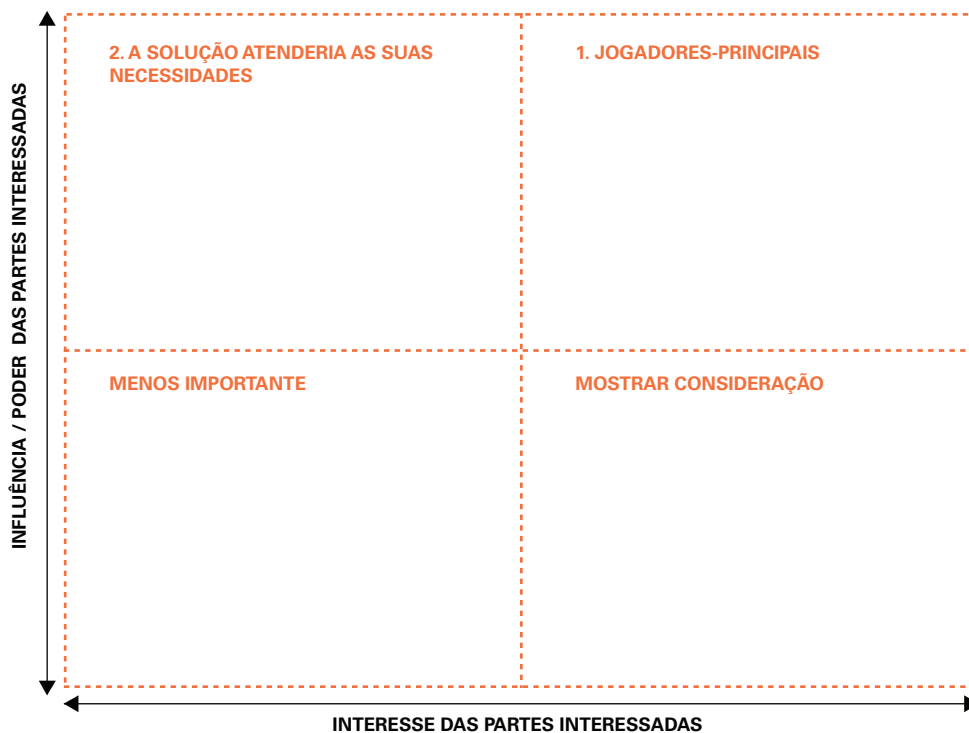 2. A SOLUÇÃO ATENDERIA AS SUAS
NECESSIDADES
1. JOGADORES-PRINCIPAIS
INFLUÊNCIA / PODER DAS PARTES INTERESSADAS
MENOS IMPORTANTE
MOSTRAR CONSIDERAÇÃO
INTERESSE DAS PARTES INTERESSADAS